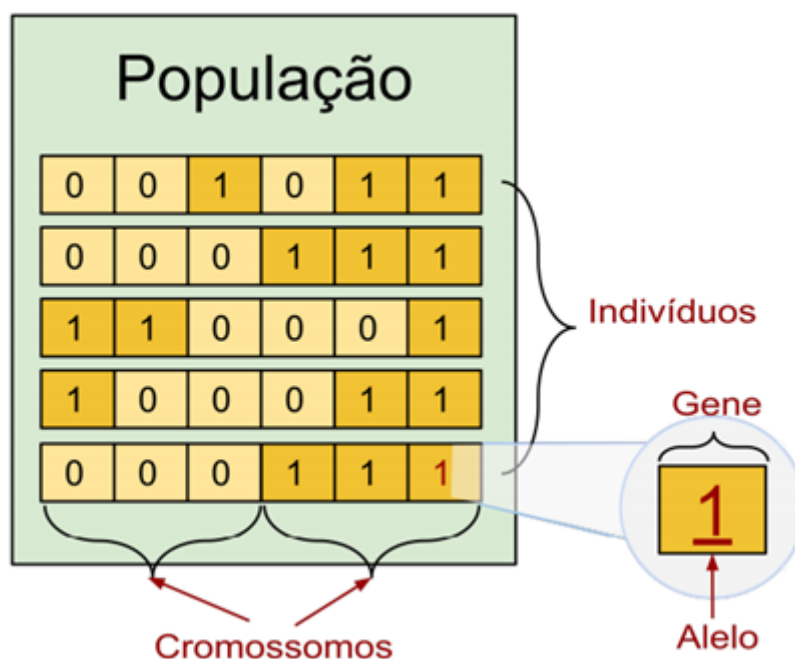 População
0 0 1 0 1 1
0 0 0 1 1 1
1 1 0 0 0 1
1 0 0 0 1 1
0 0 0 1 1 1
Indivíduos
Gene
1
Alelo
Cromossomos